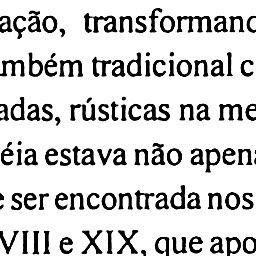 ação, transformand
ambém tradicional c
adas, rústicas na me
éia estava não apena
e ser encontrada nos
VIII e XIX, que apo